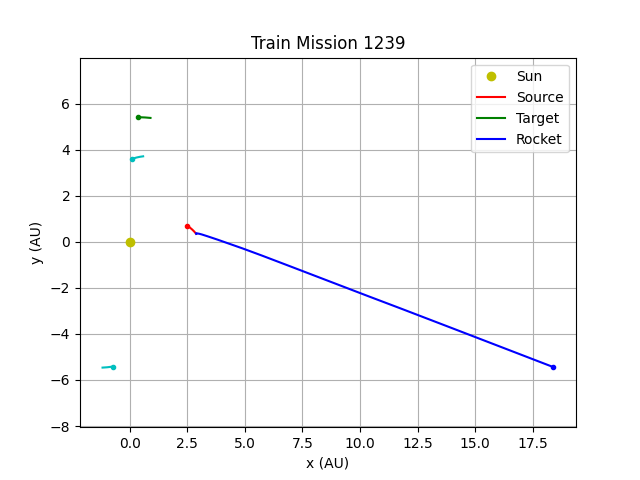 Train Mission 1239
Sun
Source
Target
Rocket
6
4
2
0
−2
−4
−6
−8
y (AU)
0.0 2.5 5.0 7.5 10.0 12.5 15.0 17.5
x (AU)